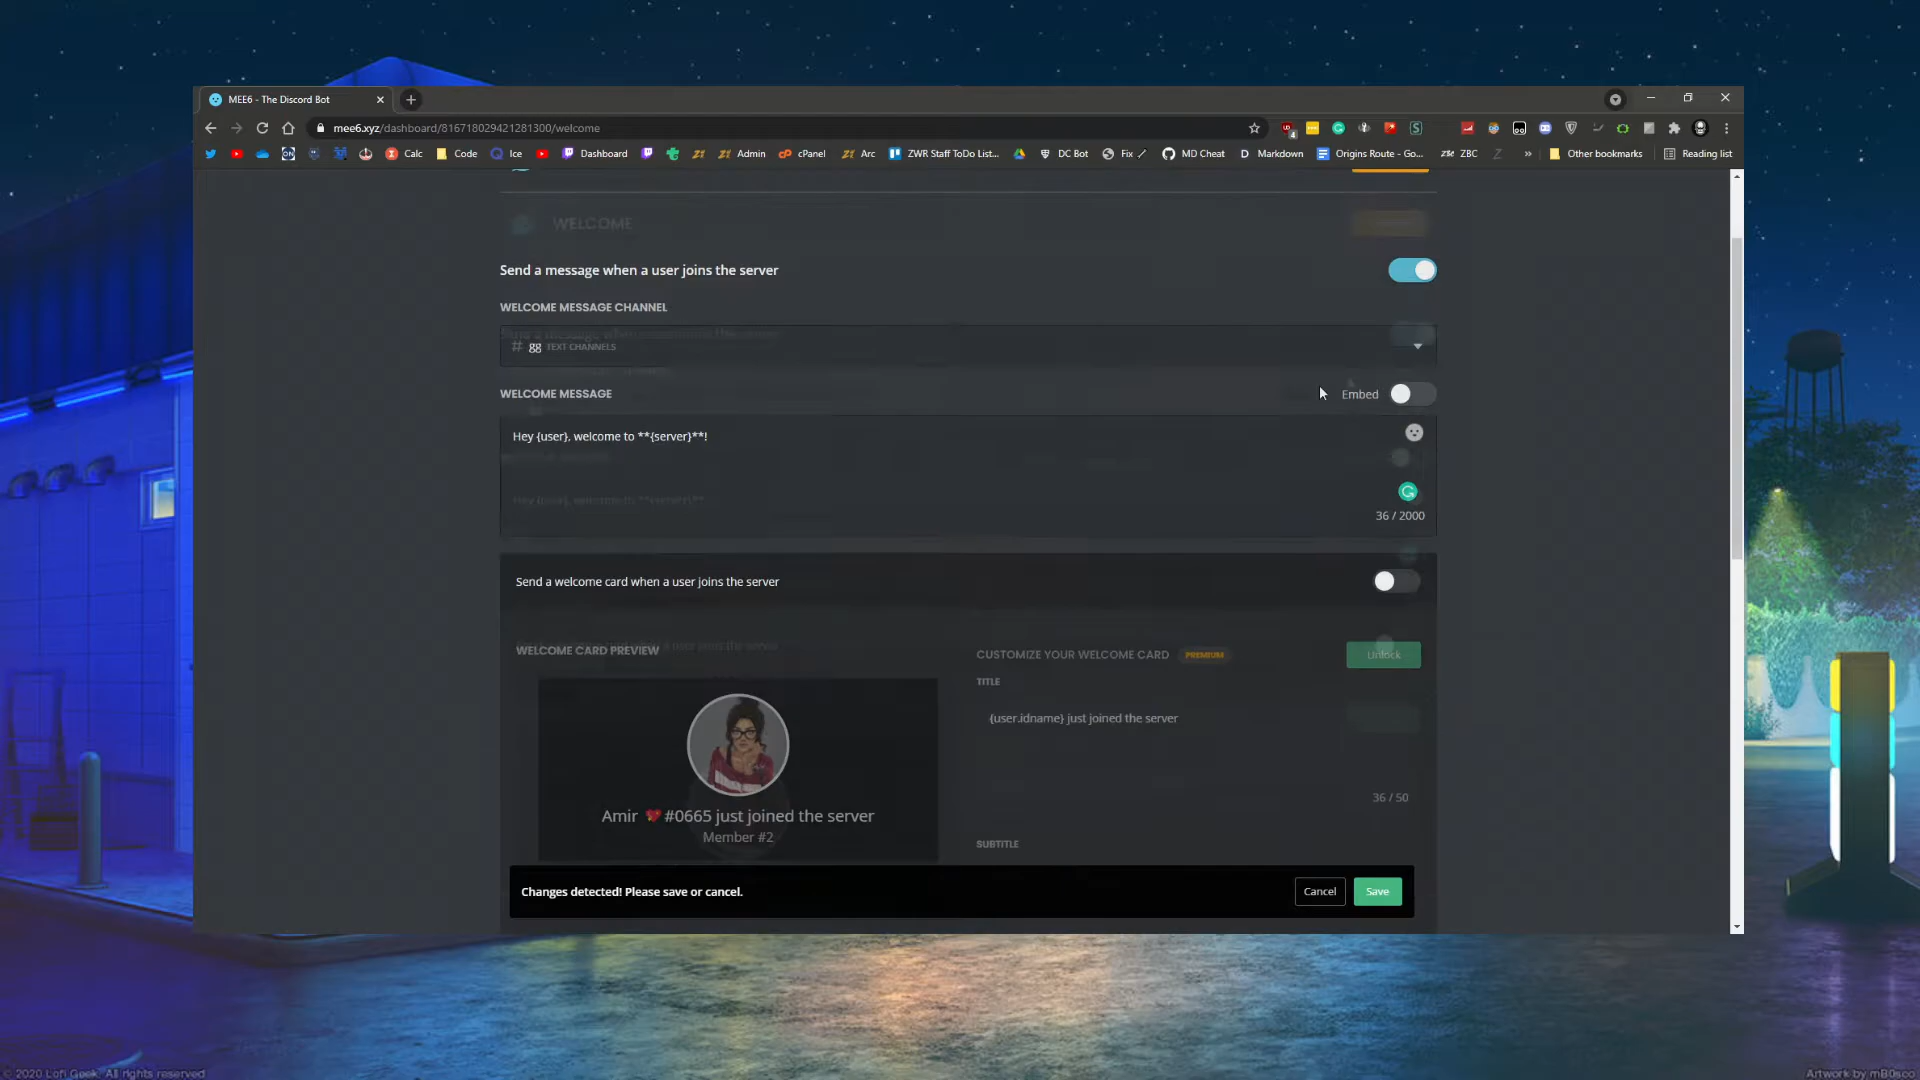 MEE6 - The Discord Bot
mee6.xyz/dashboard/816718029421281300/welcome
4
ON Calc Code Ice Dashboard Admin cPanel Arc ZWR Staff ToDo List... DC Bot Fix MD Cheat Markdown Origins Route - Go... ZBC » Other bookmarks Reading list
WELCOME
Send a message when a user joins the server
WELCOME MESSAGE CHANNEL
# gg TEXT CHANNELS
WELCOME MESSAGE
Embed
Hey {user}, welcome to **{server}**!
36 / 2000
Send a welcome card when a user joins the server
WELCOME CARD PREVIEW
CUSTOMIZE YOUR WELCOME CARD PREMIUM
Unlock
TITLE
{user.idname} just joined the server
36 / 50
SUBTITLE
Amir #0665 just joined the server
Member #2
Changes detected! Please save or cancel.
Cancel
Save
© 2020 Lofi Geek. All rights reserved
Artwork by mB0sco